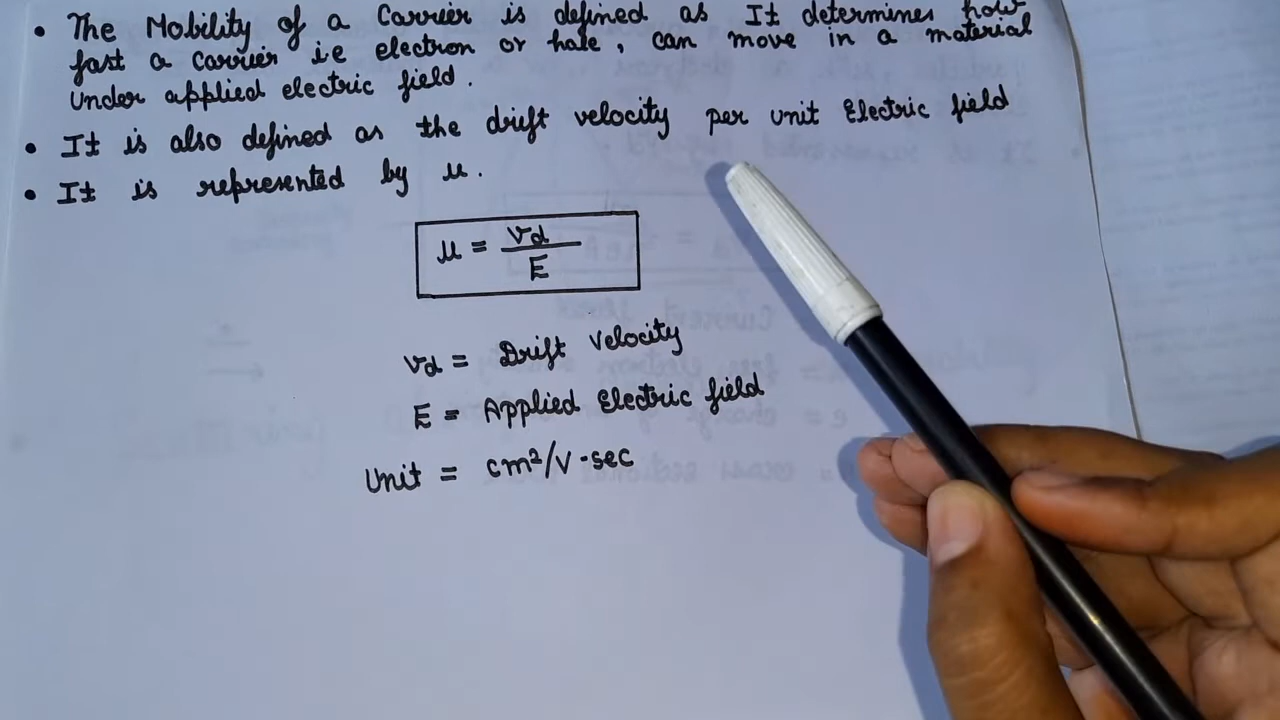 • The Mobility of a Carrier is defined as It determines how
fast a carrier ie electron or hole, can move in a material
under applied electric field.
• It is also defined as the drift velocity per unit Electric field
• It is represented by μ.
μ = Vd / E
Vd = Drift Velocity
E = Applied Electric field
Unit = cm²/V·sec